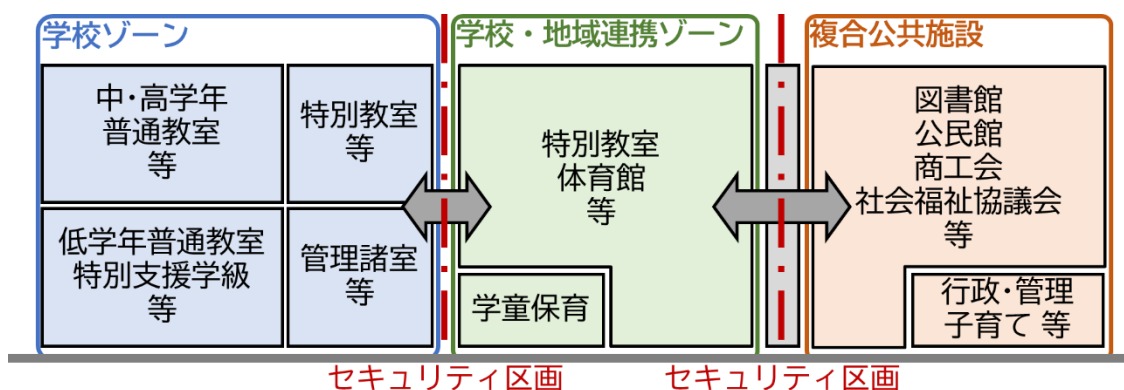 学校ゾーン
中・高学年
普通教室
等
特別教室
等
低学年普通教室
特別支援学級
等
管理諸室
等
学校・地域連携ゾーン
特別教室
体育館
等
学童保育
複合公共施設
図書館
公民館
商工会
社会福祉協議会
等
行政・管理
子育て 等
セキュリティ区画
セキュリティ区画